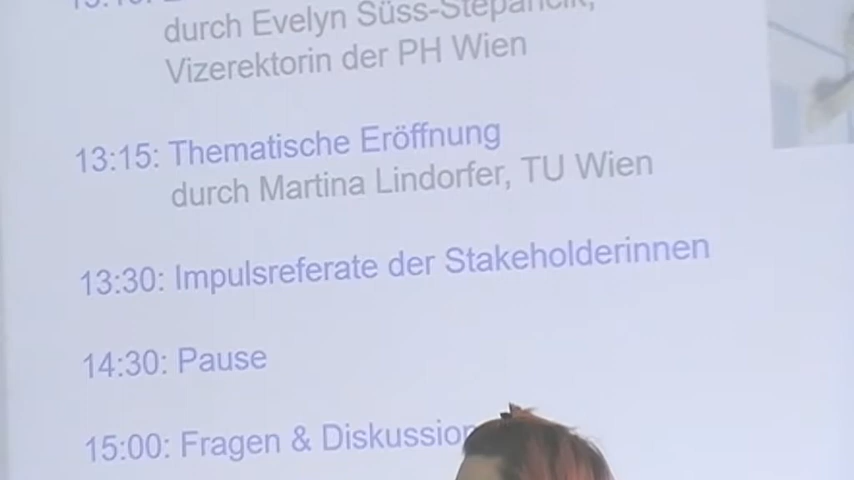 durch Evelyn Süss-Stepancik,
Vizerektorin der PH Wien
13:15: Thematische Eröffnung
durch Martina Lindorfer, TU Wien
13:30: Impulsreferate der Stakeholderinnen
14:30: Pause
15:00: Fragen & Diskussion